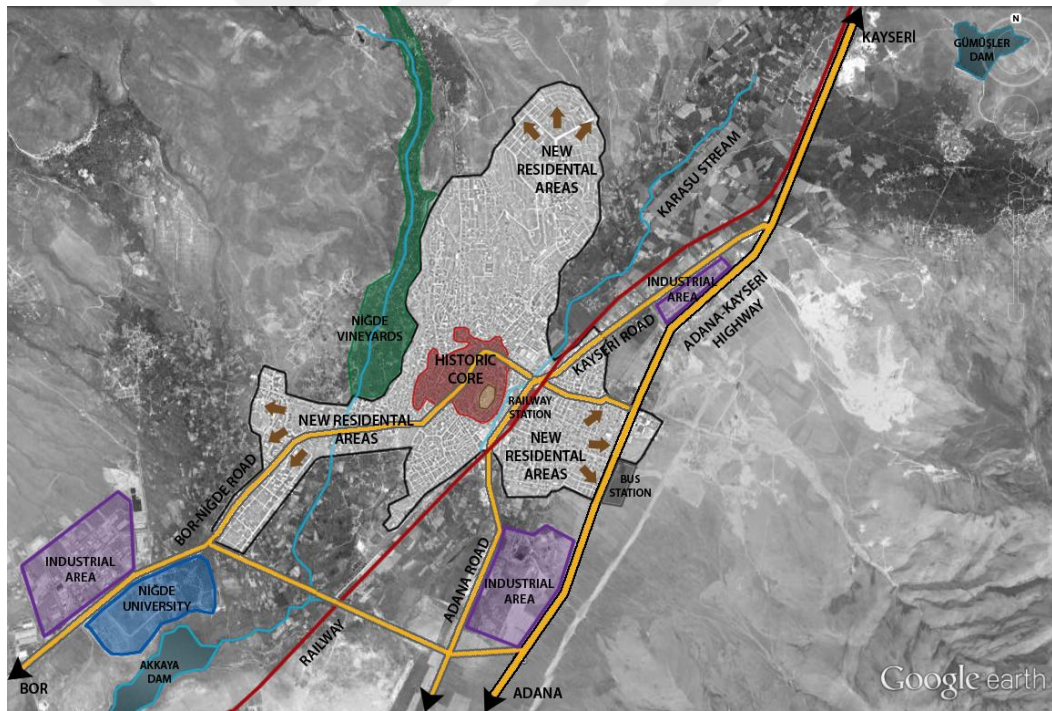 N
KAYSERİ
GÜMÜŞLER
DAM
NEW
RESIDENTAL
AREAS
KARASU STREAM
NİĞDE
VINEYARDS
INDUSTRIAL
AREA
ADANA-KAYSERİ
HIGHWAY
KAYSERİ ROAD
HISTORIC
CORE
RAILWAY
STATION
NEW RESIDENTAL
AREAS
NEW
RESIDENTAL
AREAS
BUS
STATION
BOR-NİĞDE ROAD
INDUSTRIAL
AREA
NİĞDE
UNIVERSITY
ADANA ROAD
INDUSTRIAL
AREA
RAILWAY
AKKAYA
DAM
BOR
ADANA
Google earth